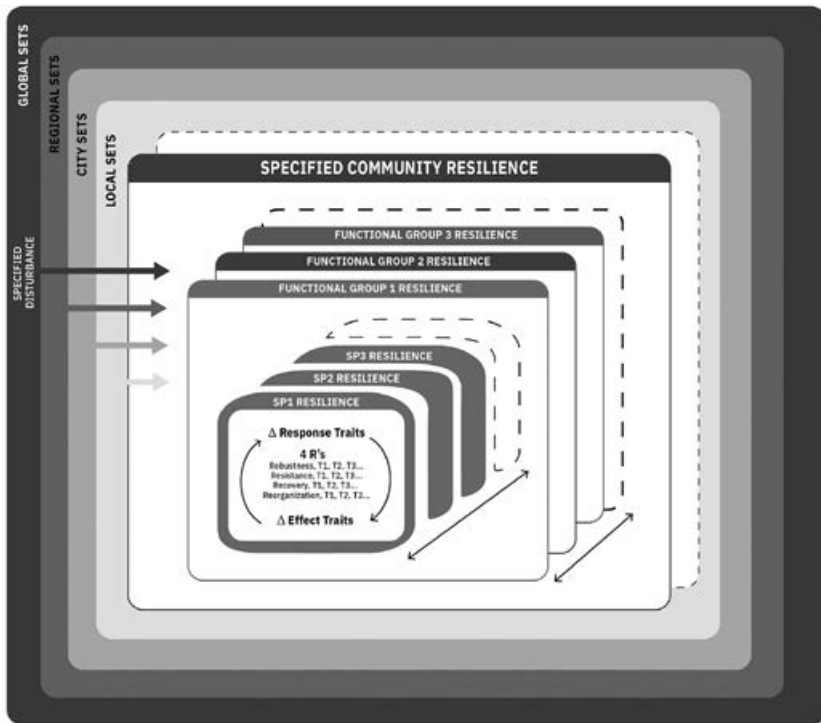 GLOBAL SETS
REGIONAL SETS
CITY SETS
LOCAL SETS
SPECIFIED
DISTURBANCE
SPECIFIED COMMUNITY RESILIENCE
FUNCTIONAL GROUP 3 RESILIENCE
FUNCTIONAL GROUP 2 RESILIENCE
FUNCTIONAL GROUP 1 RESILIENCE
SP3 RESILIENCE
SP2 RESILIENCE
SP1 RESILIENCE
Δ Response Traits
4 R's
Robustness, T1, T2, T3...
Resistance, T1, T2, T3...
Recovery, T1, T2, T3...
Reorganization, T1, T2, T3...
Δ Effect Traits